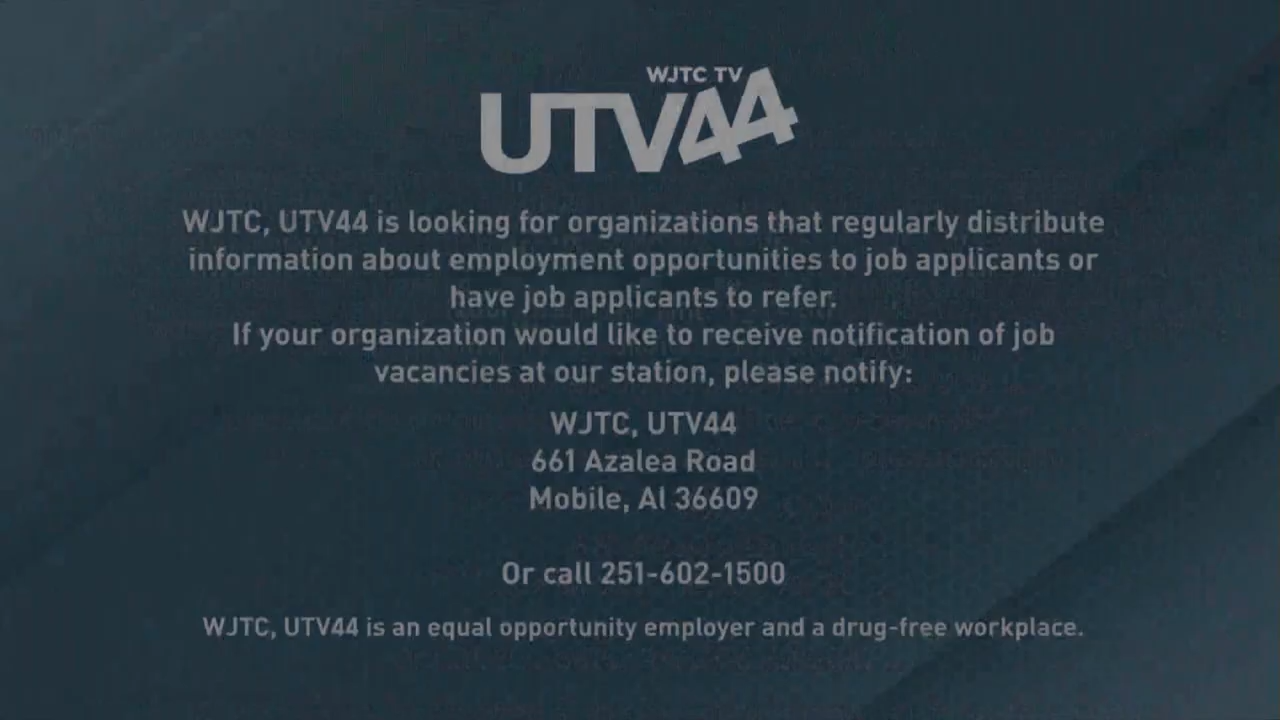 WJTC TV
UTV44
WJTC, UTV44 is looking for organizations that regularly distribute
information about employment opportunities to job applicants or
have job applicants to refer.
If your organization would like to receive notification of job
vacancies at our station, please notify:
WJTC, UTV44
661 Azalea Road
Mobile, Al 36609
Or call 251-602-1500
WJTC, UTV44 is an equal opportunity employer and a drug-free workplace.